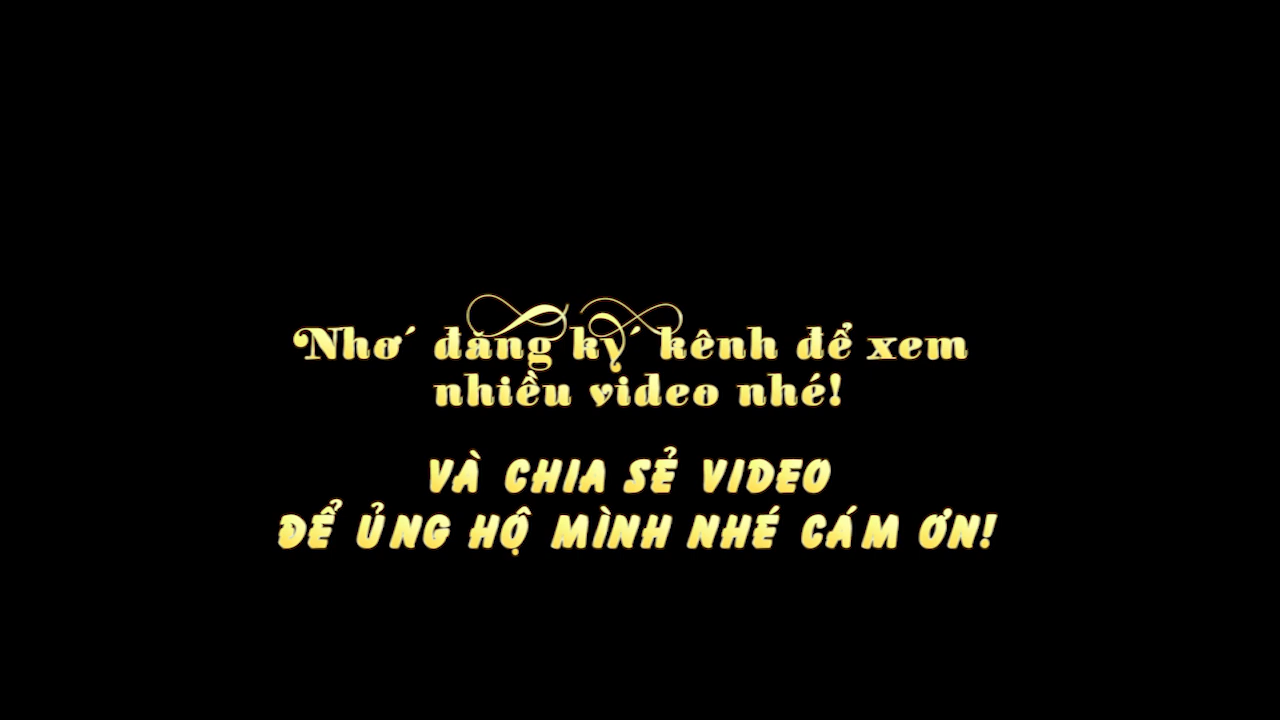 Nhớ đăng ký kênh để xem
nhiều video nhé!
VÀ CHIA SẺ VIDEO
ĐỂ ỦNG HỘ MÌNH NHÉ CÁM ƠN!